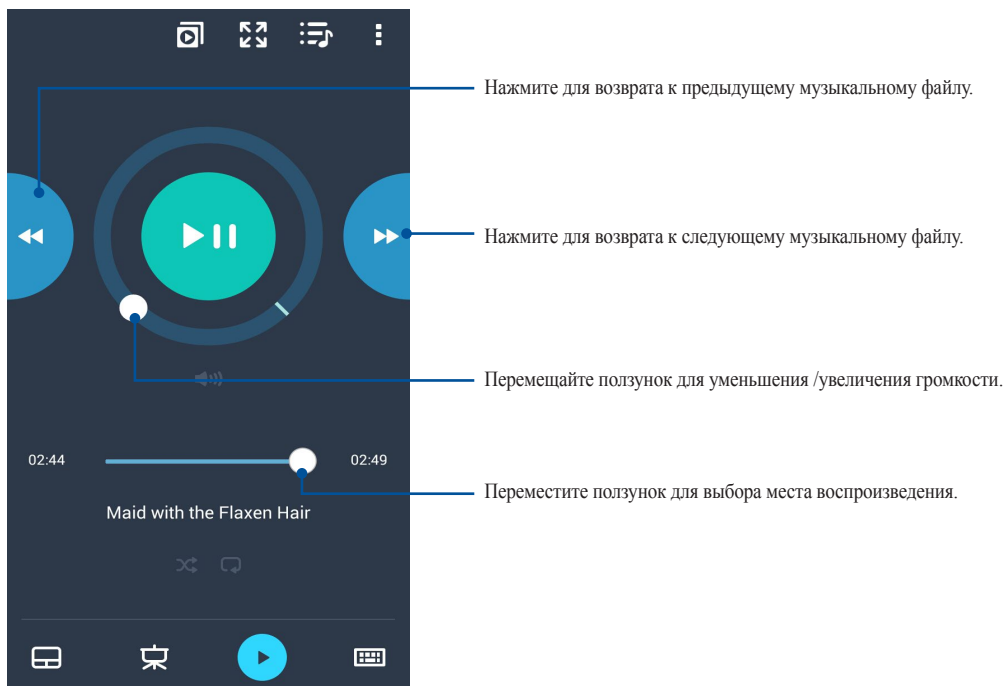 Нажмите для возврата к предыдущему музыкальному файлу.
Нажмите для возврата к следующему музыкальному файлу.
Перемещайте ползунок для уменьшения /увеличения громкости.
02:44
02:49
Переместите ползунок для выбора места воспроизведения.
Maid with the Flaxen Hair